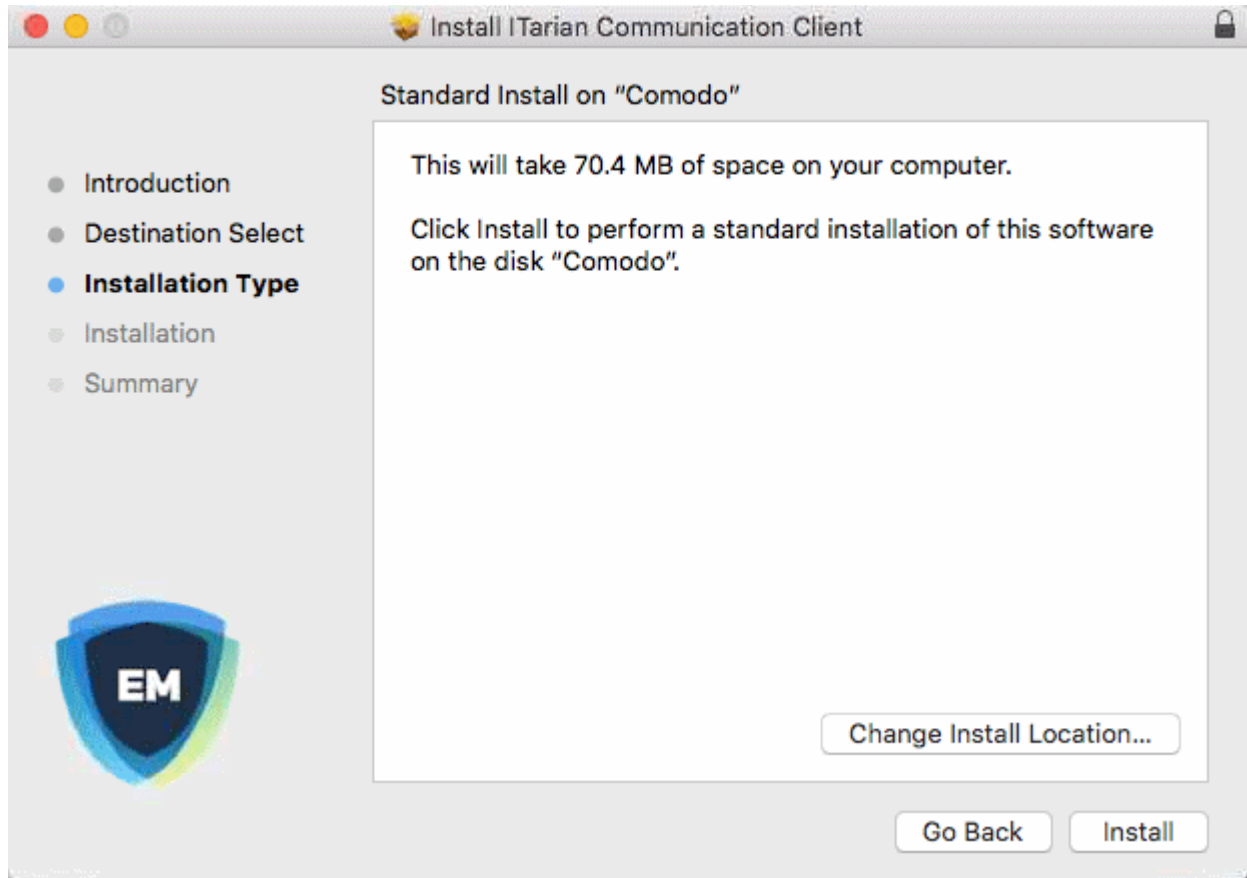 Install ITarian Communication Client
Standard Install on “Comodo”
Introduction
Destination Select
Installation Type
Installation
Summary
This will take 70.4 MB of space on your computer.
Click Install to perform a standard installation of this software
on the disk “Comodo”.
EM
Change Install Location...
Go Back
Install